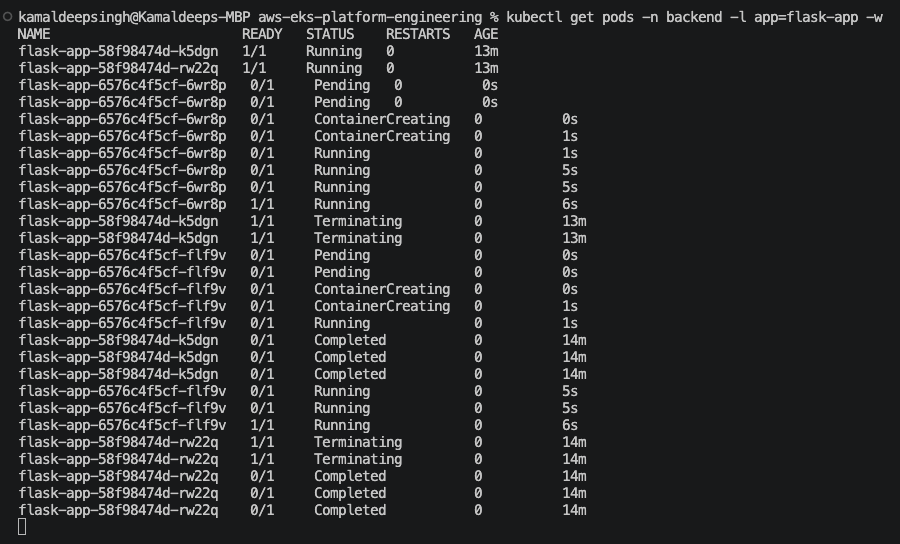 kamaldeepsingh@Kamaldeeps-MBP aws-eks-platform-engineering % kubectl get pods -n backend -l app=flask-app -w
NAME                         READY   STATUS    RESTARTS   AGE
flask-app-58f98474d-k5dgn   1/1     Running   0          13m
flask-app-58f98474d-rw22q   1/1     Running   0          13m
flask-app-6576c4f5cf-6wr8p   0/1     Pending   0          0s
flask-app-6576c4f5cf-6wr8p   0/1     Pending   0          0s
flask-app-6576c4f5cf-6wr8p   0/1     ContainerCreating   0          0s
flask-app-6576c4f5cf-6wr8p   0/1     ContainerCreating   0          1s
flask-app-6576c4f5cf-6wr8p   0/1     Running             0          1s
flask-app-6576c4f5cf-6wr8p   0/1     Running             0          5s
flask-app-6576c4f5cf-6wr8p   0/1     Running             0          5s
flask-app-6576c4f5cf-6wr8p   1/1     Running             0          6s
flask-app-58f98474d-k5dgn    1/1     Terminating         0          13m
flask-app-58f98474d-k5dgn    1/1     Terminating         0          13m
flask-app-6576c4f5cf-flf9v   0/1     Pending             0          0s
flask-app-6576c4f5cf-flf9v   0/1     Pending             0          0s
flask-app-6576c4f5cf-flf9v   0/1     ContainerCreating   0          0s
flask-app-6576c4f5cf-flf9v   0/1     ContainerCreating   0          1s
flask-app-6576c4f5cf-flf9v   0/1     Running             0          1s
flask-app-58f98474d-k5dgn    0/1     Completed           0          14m
flask-app-58f98474d-k5dgn    0/1     Completed           0          14m
flask-app-58f98474d-k5dgn    0/1     Completed           0          14m
flask-app-6576c4f5cf-flf9v   0/1     Running             0          5s
flask-app-6576c4f5cf-flf9v   0/1     Running             0          5s
flask-app-6576c4f5cf-flf9v   1/1     Running             0          6s
flask-app-58f98474d-rw22q    1/1     Terminating         0          14m
flask-app-58f98474d-rw22q    1/1     Terminating         0          14m
flask-app-58f98474d-rw22q    0/1     Completed           0          14m
flask-app-58f98474d-rw22q    0/1     Completed           0          14m
flask-app-58f98474d-rw22q    0/1     Completed           0          14m